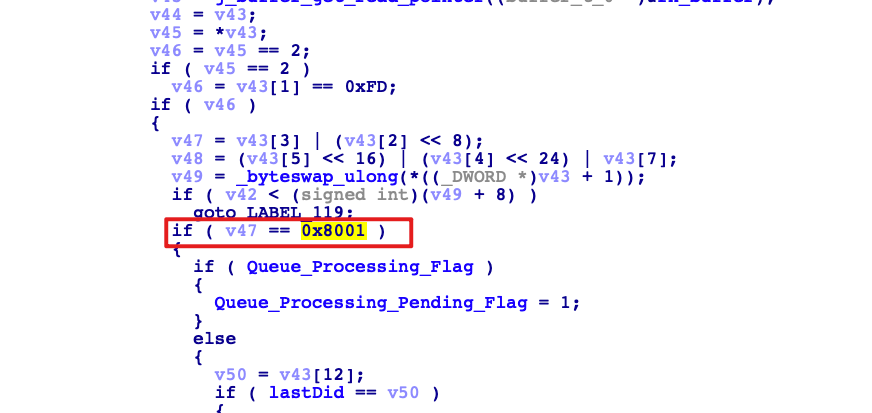 v44 = v43;
v45 = *v43;
v46 = v45 == 2;
if ( v45 == 2 )
v46 = v43[1] == 0xFD;
if ( v46 )
{
v47 = v43[3] | (v43[2] << 8);
v48 = (v43[5] << 16) | (v43[4] << 24) | v43[7];
v49 = _byteswap_ulong(*((_DWORD *)v43 + 1));
if ( v42 < (signed int)(v49 + 8) )
goto LABEL_119;
if ( v47 == 0x8001 )
{
if ( Queue_Processing_Flag )
{
Queue_Processing_Pending_Flag = 1;
}
else
{
v50 = v43[12];
if ( lastDid == v50 )
{